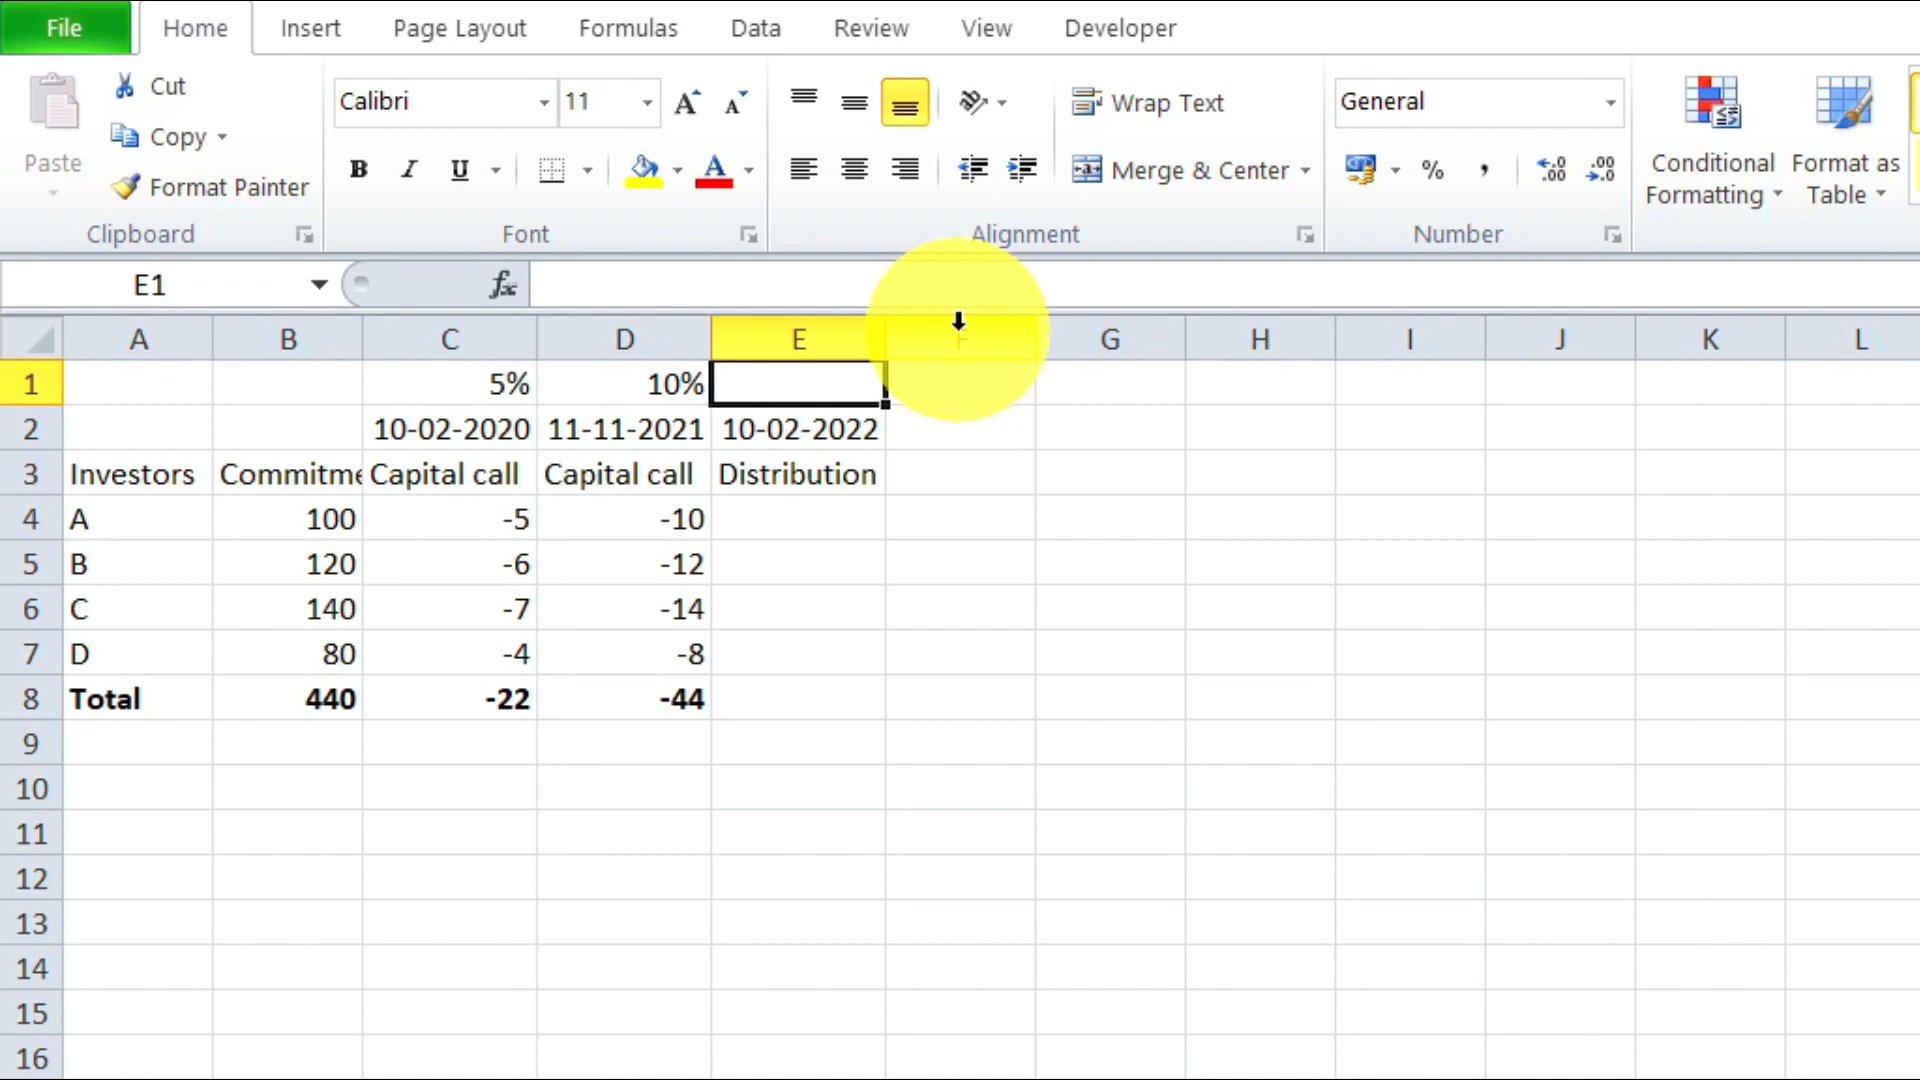 File Home Insert Page Layout Formulas Data Review View Developer
Cut
Copy
Paste
Format Painter
Clipboard
Calibri 11
B I U A
Font
Wrap Text
Merge & Center
Alignment
General
% ,
Number
Conditional Formatting
Format as Table
E1 fx
A B C D E F G H I J K L
1 5% 10%
2 10-02-2020 11-11-2021 10-02-2022
3 Investors Commitme Capital call Capital call Distribution
4 A 100 -5 -10
5 B 120 -6 -12
6 C 140 -7 -14
7 D 80 -4 -8
8 Total 440 -22 -44
9
10
11
12
13
14
15
16